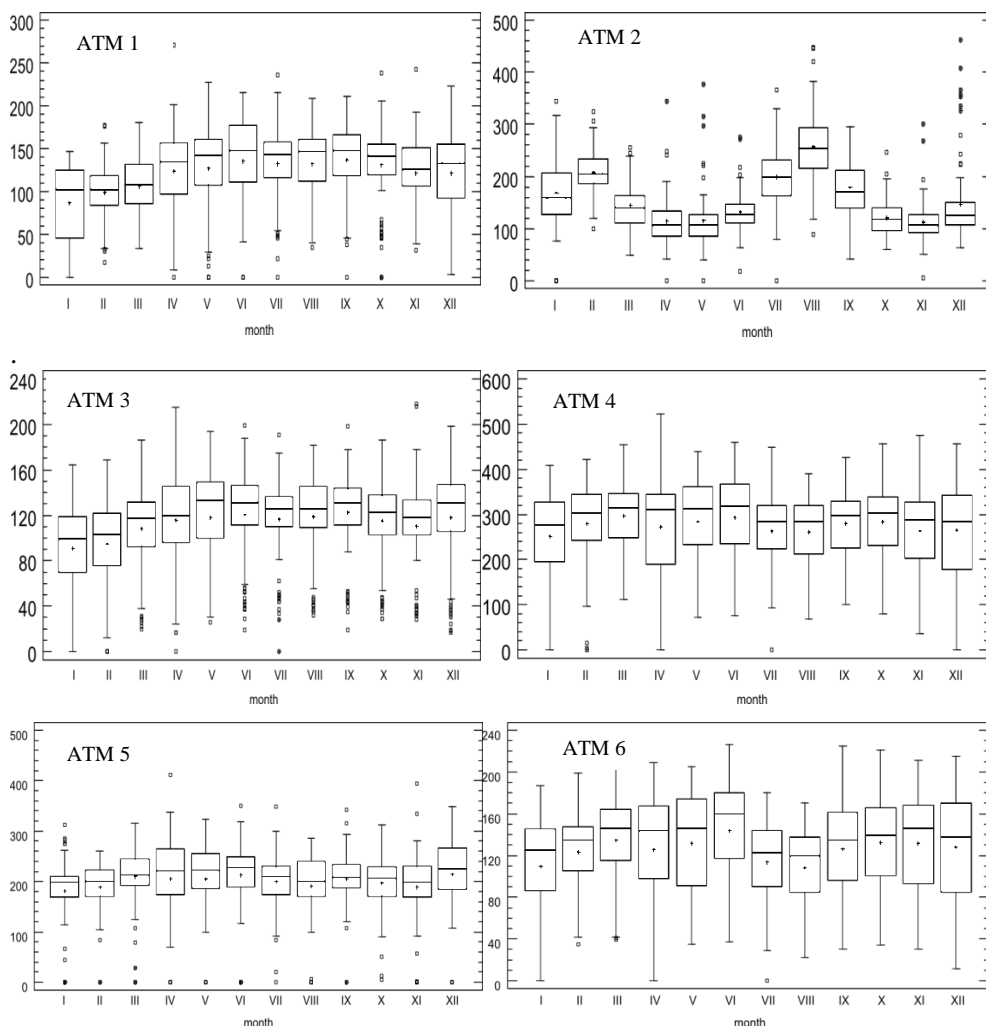 ATM 1
300
250
200
150
100
50
0
I II III IV V VI VII VIII IX X XI XII
month
ATM 2
500
400
300
200
100
0
I II III IV V VI VII VIII IX X XI XII
month
.
ATM 3
240
200
160
120
80
40
0
I II III IV V VI VII VIII IX X XI XII
month
ATM 4
600
500
400
300
200
100
0
I II III IV V VI VII VIII IX X XI XII
month
ATM 5
500
400
300
200
100
0
I II III IV V VI VII VIII IX X XI XII
month
ATM 6
240
200
160
120
80
40
0
I II III IV V VI VII VIII IX X XI XII
month